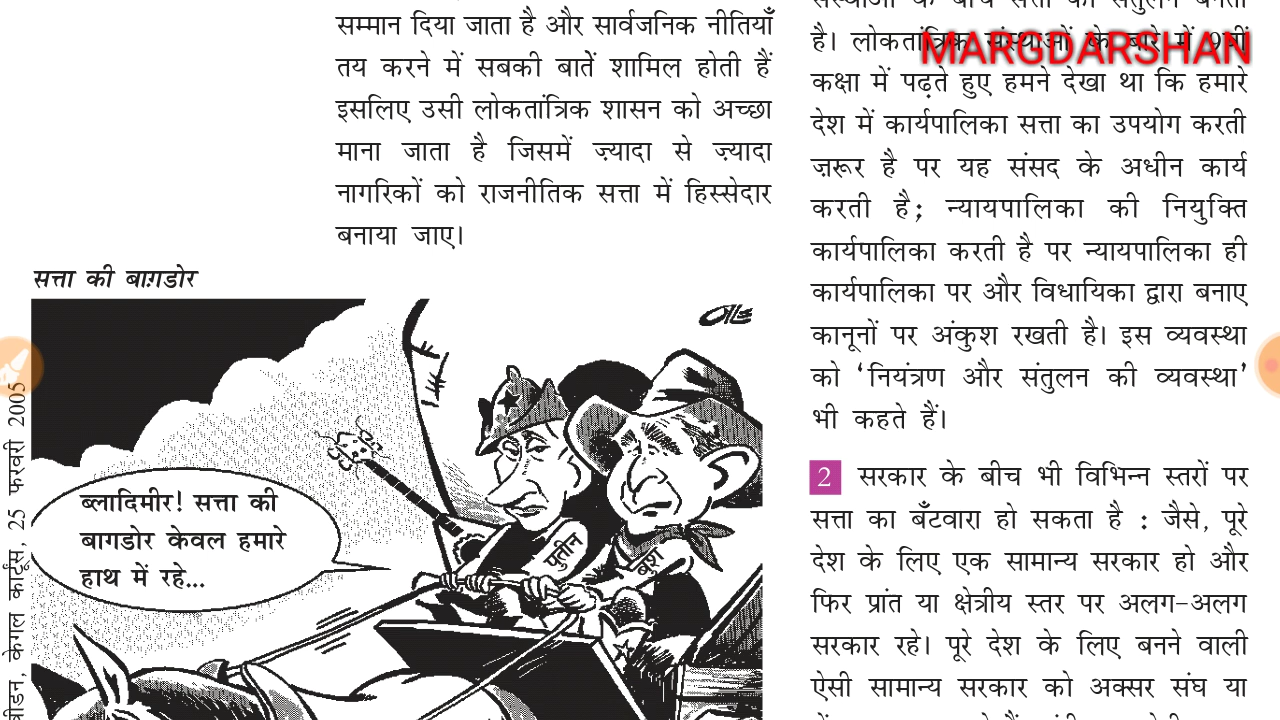 सम्मान दिया जाता है और सार्वजनिक नीतियाँ
तय करने में सबकी बातें शामिल होती हैं
इसलिए उसी लोकतांत्रिक शासन को अच्छा
माना जाता है जिसमें ज़्यादा से ज़्यादा
नागरिकों को राजनीतिक सत्ता में हिस्सेदार
बनाया जाए।
सत्ता की बाग़डोर
ब्लादिमीर! सत्ता की
बागडोर केवल हमारे
हाथ में रहे...
पुतीन
बुश
केगल कार्टूंस, 25 फरवरी 2005
संस्थाओं के बीच सत्ता का संतुलन बनता
MARGDARSHAN
है। लोकतांत्रिक संस्थाओं के बारे में 9वीं
कक्षा में पढ़ते हुए हमने देखा था कि हमारे
देश में कार्यपालिका सत्ता का उपयोग करती
ज़रूर है पर यह संसद के अधीन कार्य
करती है; न्यायपालिका की नियुक्ति
कार्यपालिका करती है पर न्यायपालिका ही
कार्यपालिका पर और विधायिका द्वारा बनाए
कानूनों पर अंकुश रखती है। इस व्यवस्था
को ‘नियंत्रण और संतुलन की व्यवस्था’
भी कहते हैं।
2 सरकार के बीच भी विभिन्न स्तरों पर
सत्ता का बँटवारा हो सकता है : जैसे, पूरे
देश के लिए एक सामान्य सरकार हो और
फिर प्रांत या क्षेत्रीय स्तर पर अलग-अलग
सरकार रहे। पूरे देश के लिए बनने वाली
ऐसी सामान्य सरकार को अक्सर संघ या